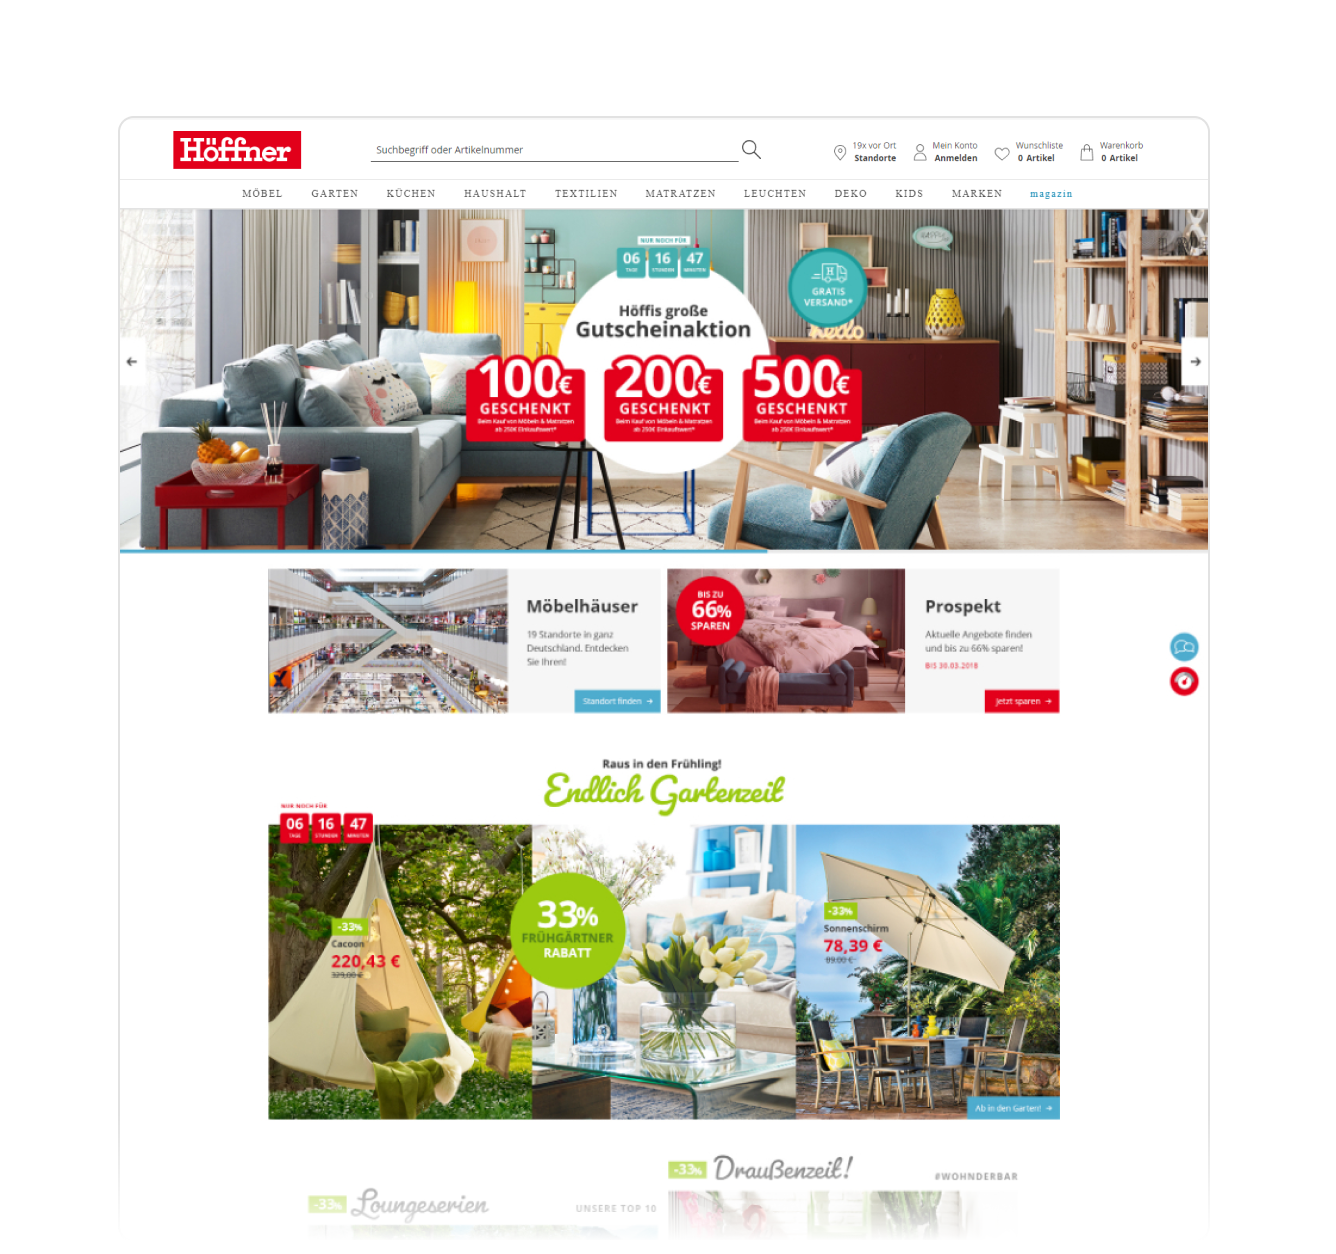 Höffner
Suchbegriff oder Artikelnummer
19x vor Ort
Standorte
Mein Konto
Anmelden
Wunschliste
0 Artikel
Warenkorb
0 Artikel
MÖBEL GARTEN KÜCHEN HAUSHALT TEXTILIEN MATRATZEN LEUCHTEN DEKO KIDS MARKEN magazin
NUR NOCH FÜR
06 16 47
TAGE STUNDEN MINUTEN
HAPPY
H
GRATIS
VERSAND*
Höffis große
Gutscheinaktion
100€
GESCHENKT
Beim Kauf von Möbeln & Matratzen
ab 250€ Einkaufswert*
200€
GESCHENKT
Beim Kauf von Möbeln & Matratzen
ab 250€ Einkaufswert*
500€
GESCHENKT
Beim Kauf von Möbeln & Matratzen
ab 250€ Einkaufswert*
Möbelhäuser
19 Standorte in ganz
Deutschland. Entdecken
Sie Ihren!
Standort finden →
BIS ZU
66%
SPAREN
Prospekt
Aktuelle Angebote finden
und bis zu 66% sparen!
BIS 30.03.2018
Jetzt sparen →
Raus in den Frühling!
Endlich Gartenzeit
NUR NOCH FÜR
06 16 47
TAGE STUNDEN MINUTEN
-33%
Cacoon
220,43 €
329,00 €
33%
FRÜHGÄRTNER
RABATT
-33%
Sonnenschirm
78,39 €
89,00 €
Ab in den Garten! →
-33% Loungeserien
UNSERE TOP 10
-33% Draußenzeit!
#WOHNDERBAR